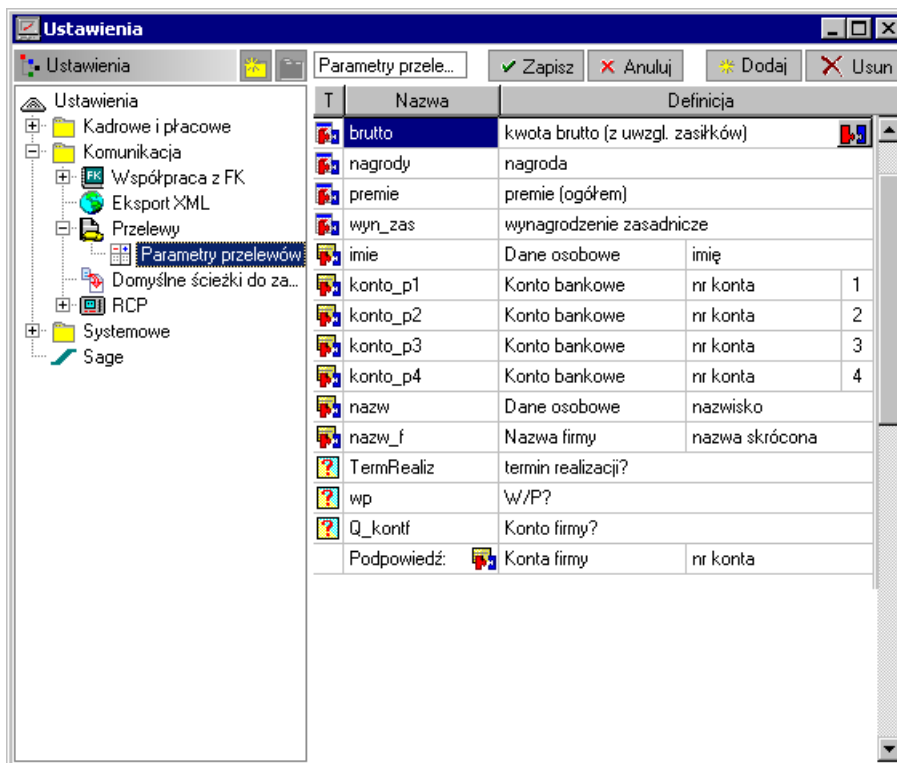 Ustawienia
Ustawienia Parametry przele... Zapisz Anuluj Dodaj Usun
Ustawienia
Kadrowe i płacowe
Komunikacja
FK Współpraca z FK
Eksport XML
Przelewy
Parametry przelewów
Domyślne ścieżki do za...
RCP
Systemowe
Sage
T Nazwa Definicja
brutto kwota brutto (z uwzgl. zasiłków)
nagrody nagroda
premie premie (ogółem)
wyn_zas wynagrodzenie zasadnicze
imie Dane osobowe imię
konto_p1 Konto bankowe nr konta 1
konto_p2 Konto bankowe nr konta 2
konto_p3 Konto bankowe nr konta 3
konto_p4 Konto bankowe nr konta 4
nazw Dane osobowe nazwisko
nazw_f Nazwa firmy nazwa skrócona
? TermRealiz termin realizacji?
? wp W/P?
? Q_kontf Konto firmy?
Podpowiedź: Konta firmy nr konta